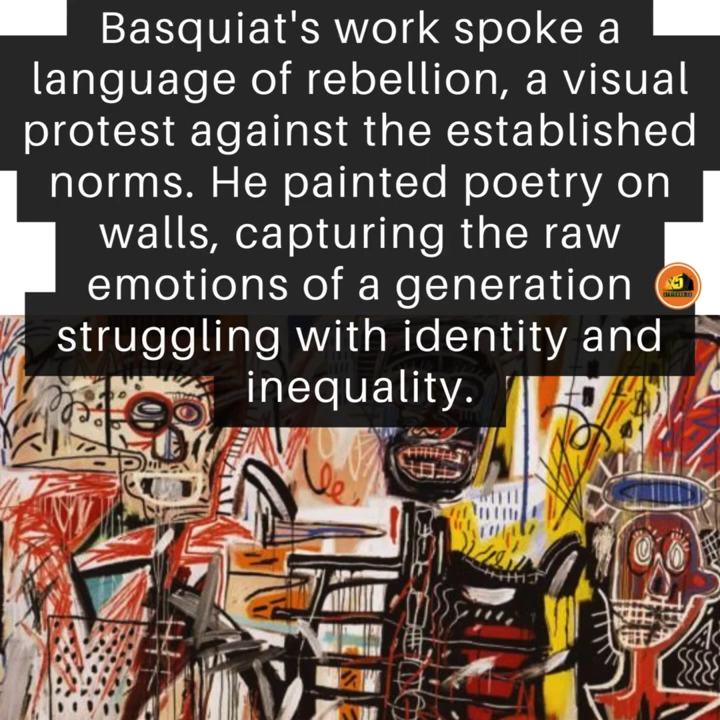 Basquiat's work spoke a
language of rebellion, a visual
protest against the established
norms. He painted poetry on
walls, capturing the raw
emotions of a generation
struggling with identity and
inequality.